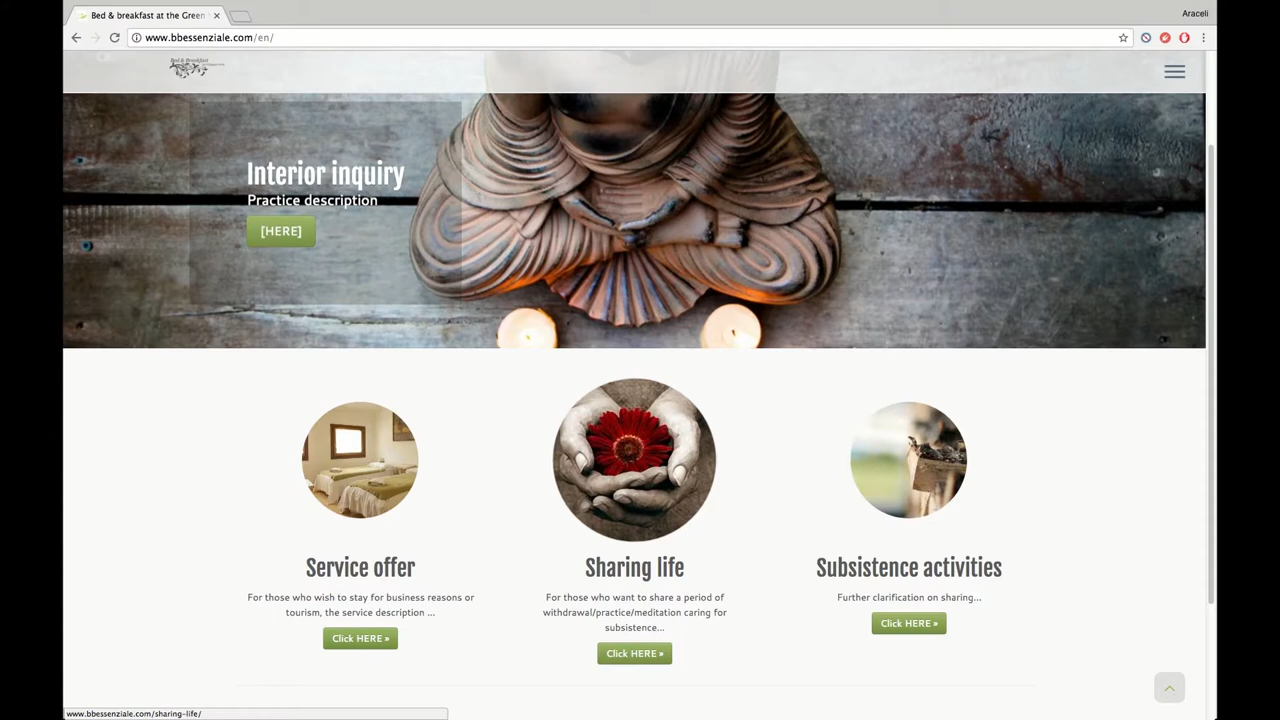 Bed & breakfast at the Green
Araceli
www.bbessenziale.com/en/
Bed & Breakfast
Interior inquiry
Practice description
[HERE]
Service offer
Sharing life
Subsistence activities
For those who wish to stay for business reasons or
tourism, the service description ...
Click HERE »
For those who want to share a period of
withdrawal/practice/meditation caring for
subsistence...
Click HERE »
Further clarification on sharing...
Click HERE »
www.bbessenziale.com/sharing-life/